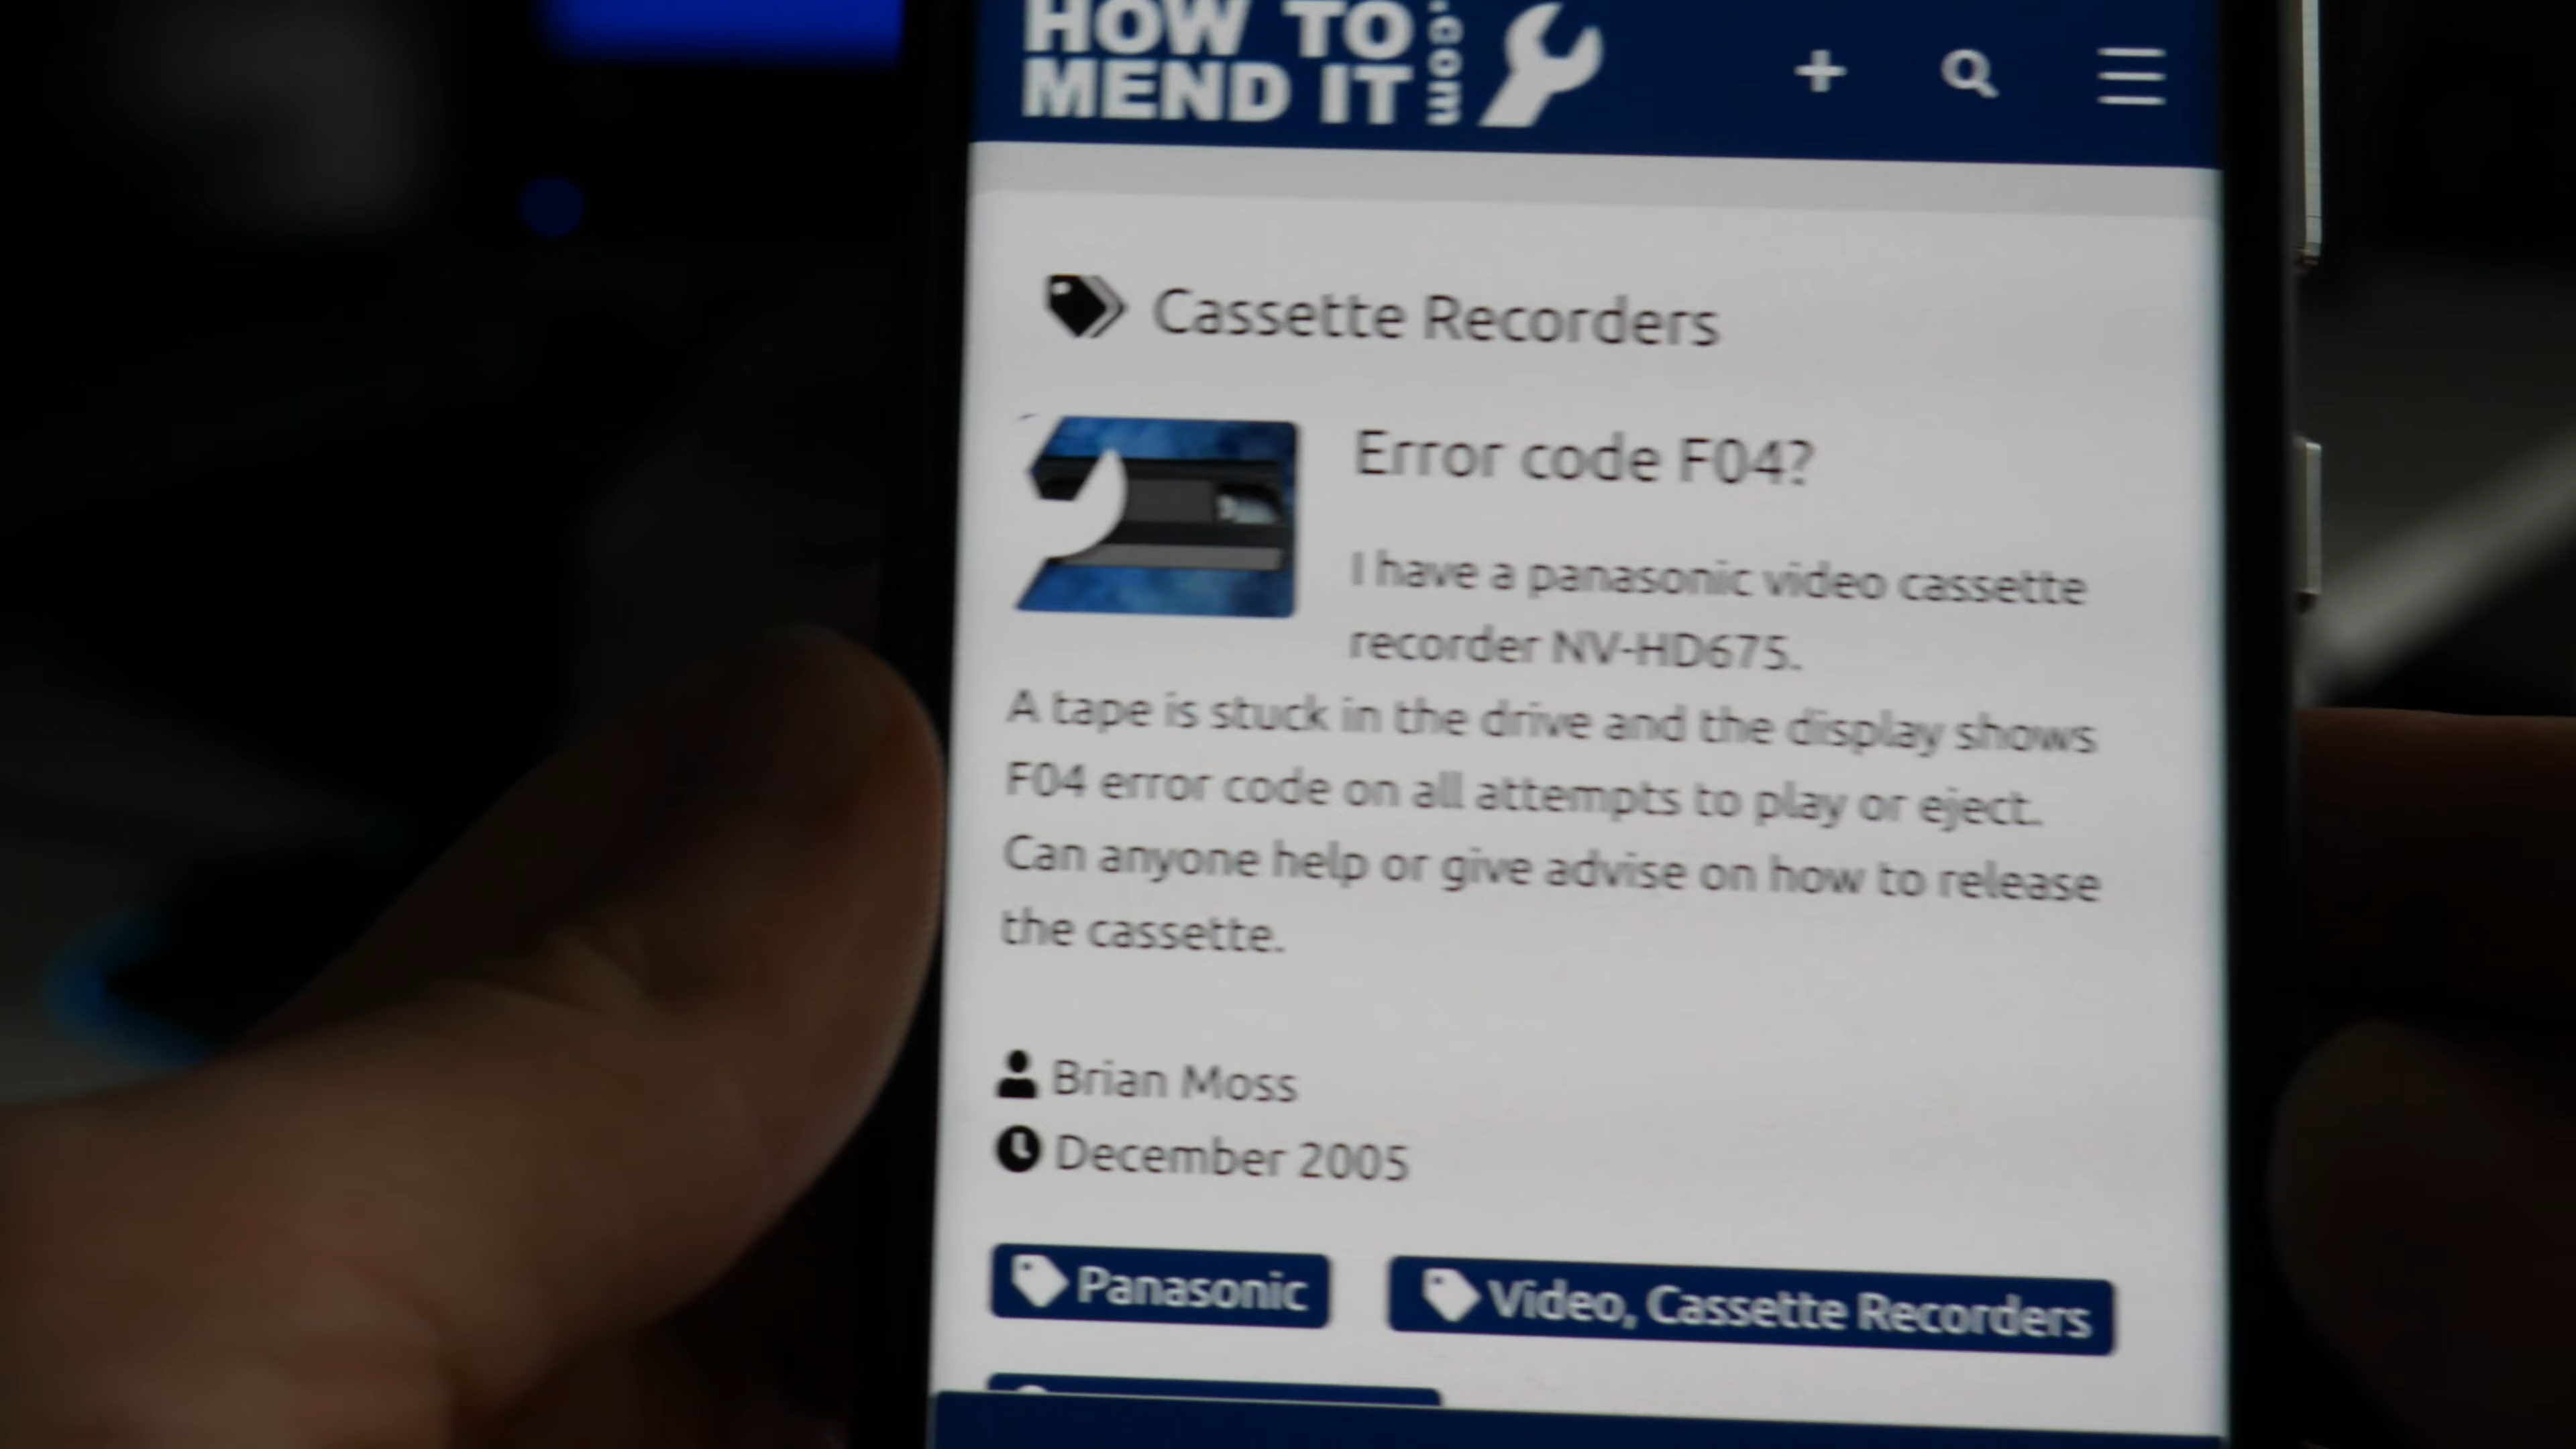 HOW TO
MEND IT
.com
Cassette Recorders
Error code F04?
I have a panasonic video cassette
recorder NV-HD675.
A tape is stuck in the drive and the display shows
F04 error code on all attempts to play or eject.
Can anyone help or give advise on how to release
the cassette.
Brian Moss
December 2005
Panasonic
Video, Cassette Recorders